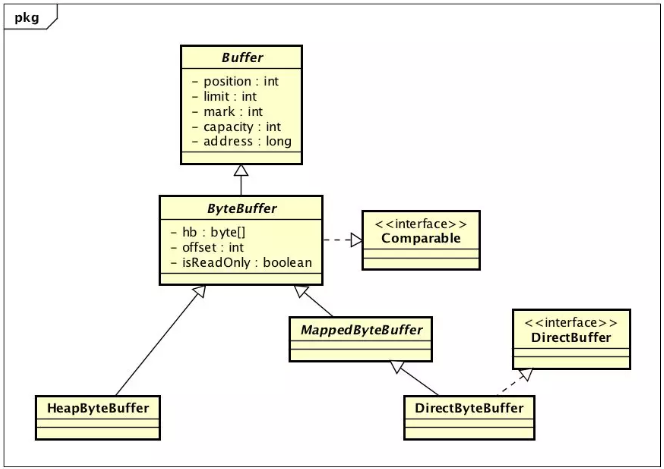 pkg
Buffer
- position : int
- limit : int
- mark : int
- capacity : int
- address : long
ByteBuffer
- hb : byte[]
- offset : int
- isReadOnly : boolean
<<interface>>
Comparable
MappedByteBuffer
<<interface>>
DirectBuffer
HeapByteBuffer
DirectByteBuffer